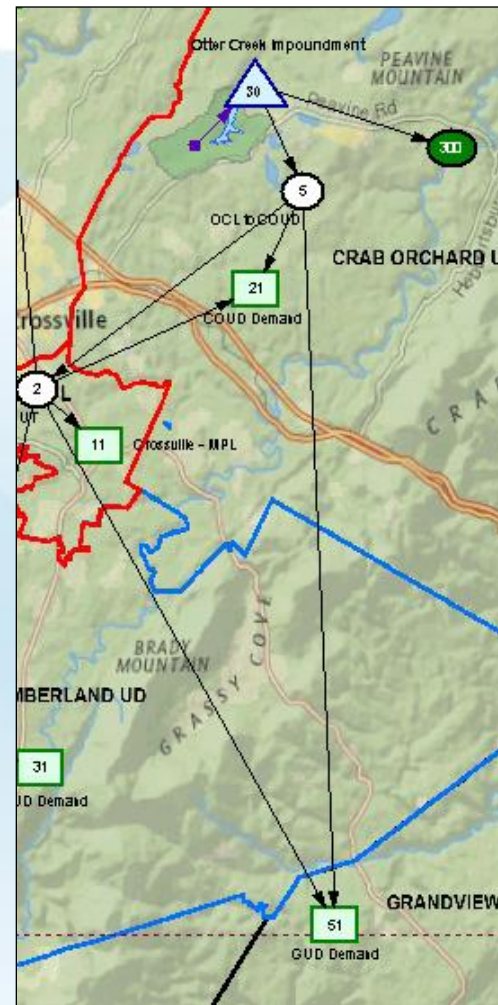 Otter Creek Impoundment
PEAVINE
MOUNTAIN
30
Peavine Rd
300
5
OCL to COUD
CRAB ORCHARD U
21
COUD Demand
Crossville
2
L
UT
11
Crossville - MPL
CRA
BRADY
MOUNTAIN
GRASSY COVE
MBERLAND UD
31
UD Demand
GRANDVIEW
51
GUD Demand